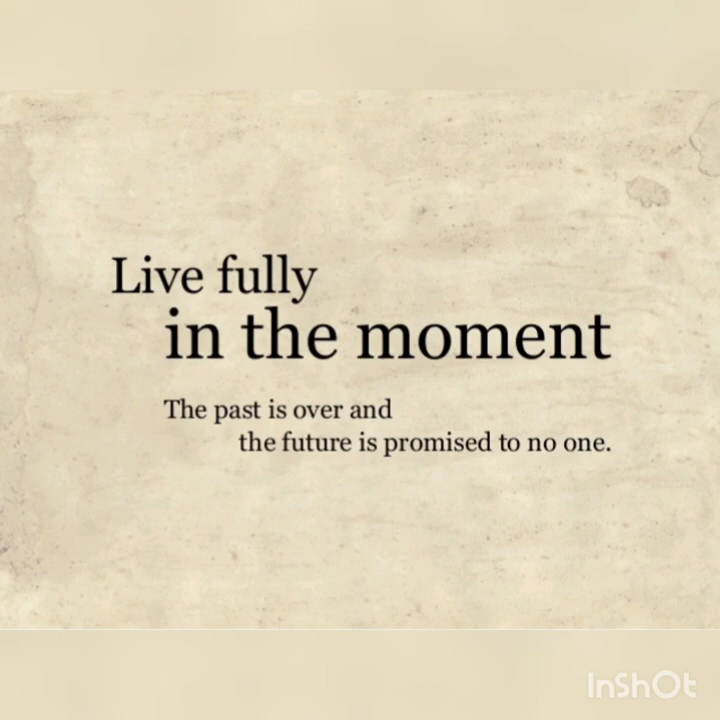 Live fully
in the moment
The past is over and
the future is promised to no one.
InShOt